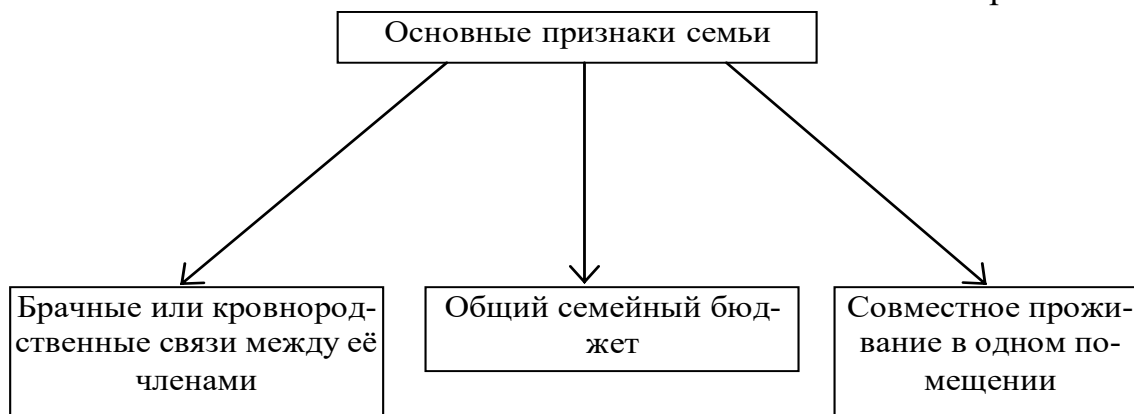 Основные признаки семьи
Брачные или кровнород-
ственные связи между её
членами
Общий семейный бюд-
жет
Совместное прожи-
вание в одном по-
мещении